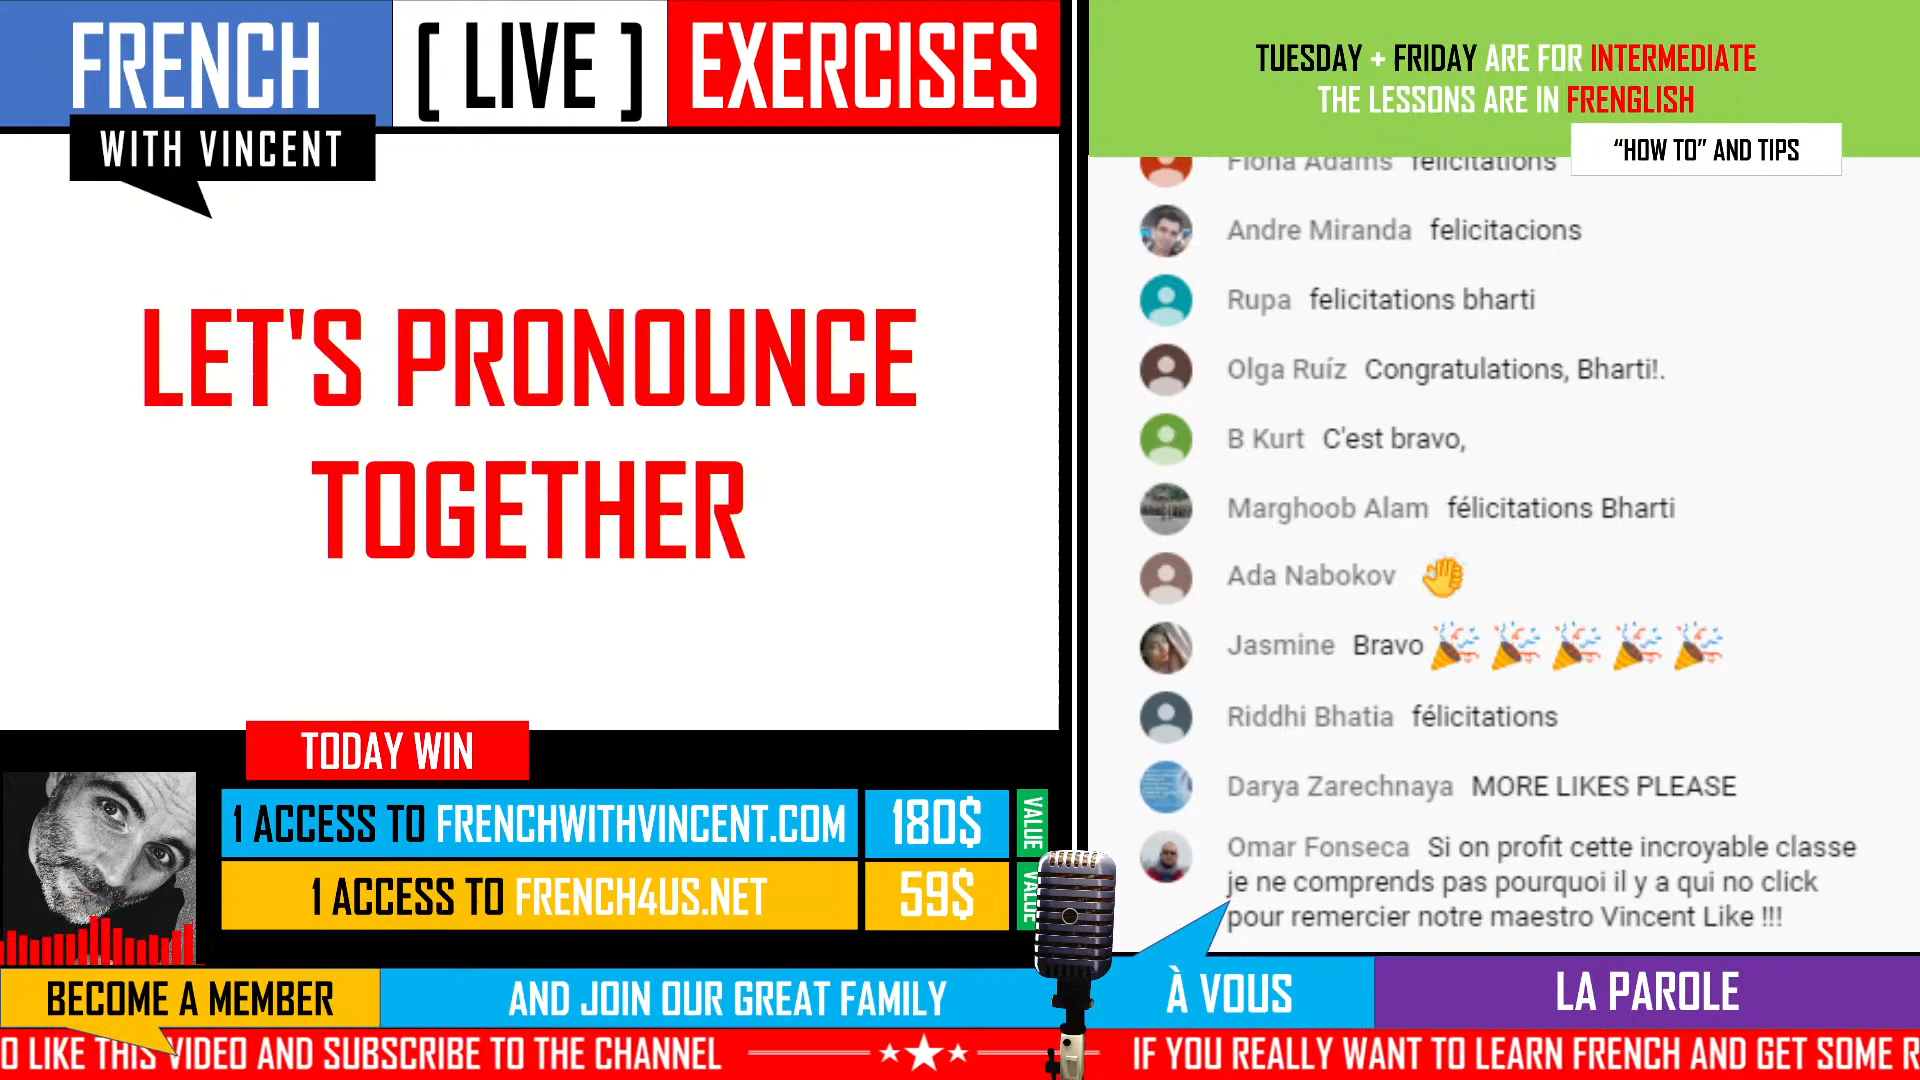 FRENCH
[ LIVE ]
EXERCISES
WITH VINCENT
LET'S PRONOUNCE
TOGETHER
TODAY WIN
1 ACCESS TO FRENCHWITHVINCENT.COM
180$
VALUE
1 ACCESS TO FRENCH4US.NET
59$
VALUE
BECOME A MEMBER
AND JOIN OUR GREAT FAMILY
TUESDAY + FRIDAY ARE FOR INTERMEDIATE
THE LESSONS ARE IN FRENGLISH
“HOW TO” AND TIPS
Fiona Adams felicitations
Andre Miranda felicitacions
Rupa felicitations bharti
Olga Ruíz Congratulations, Bharti!.
B Kurt C'est bravo,
Marghoob Alam félicitations Bharti
Ada Nabokov
Jasmine Bravo
Riddhi Bhatia félicitations
Darya Zarechnaya MORE LIKES PLEASE
Omar Fonseca Si on profit cette incroyable classe
je ne comprends pas pourquoi il y a qui no click
pour remercier notre maestro Vincent Like !!!
À VOUS
LA PAROLE
O LIKE THIS VIDEO AND SUBSCRIBE TO THE CHANNEL
IF YOU REALLY WANT TO LEARN FRENCH AND GET SOME R